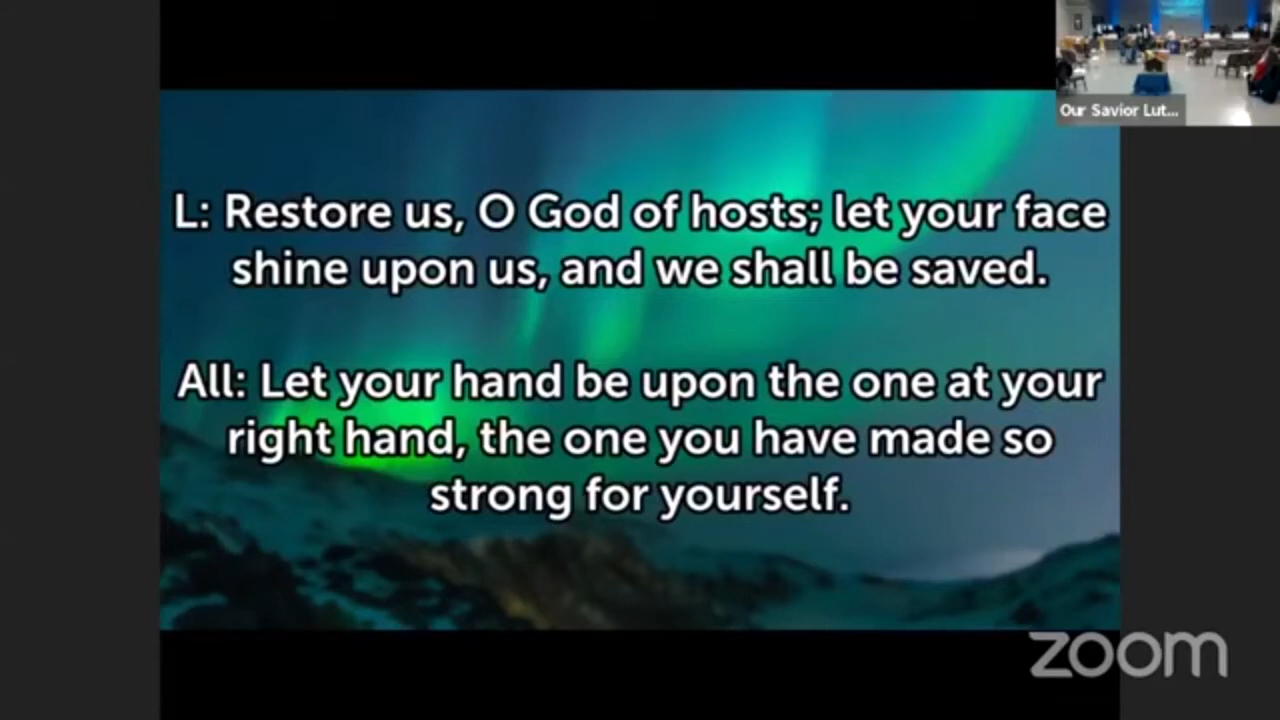 Our Savior Lut...
L: Restore us, O God of hosts; let your face
shine upon us, and we shall be saved.
All: Let your hand be upon the one at your
right hand, the one you have made so
strong for yourself.
zoom